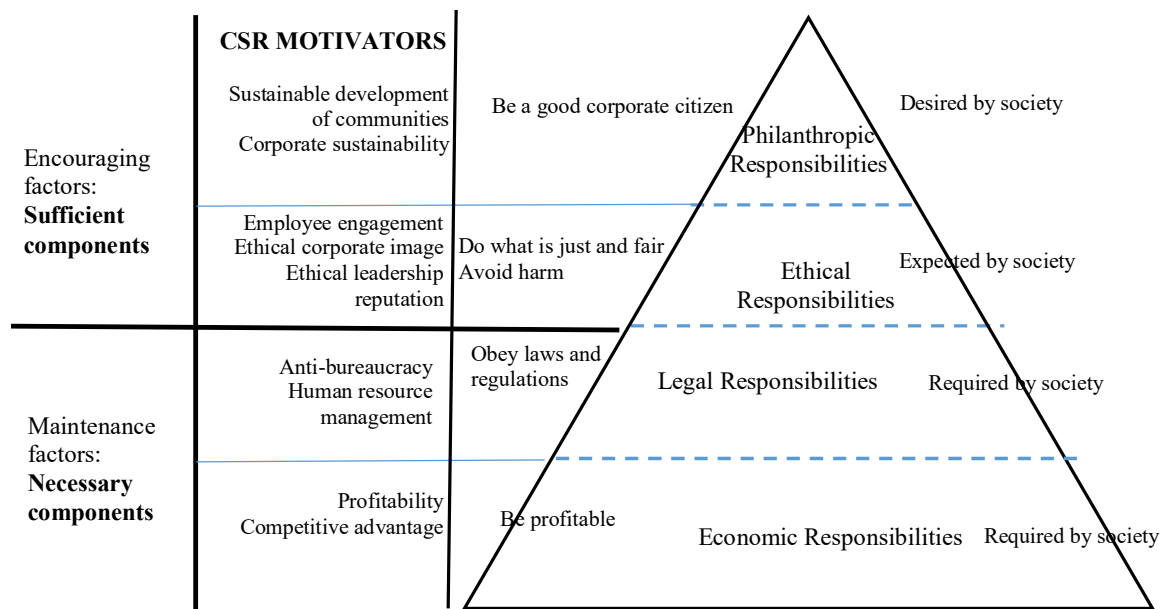 CSR MOTIVATORS
Sustainable development
of communities
Corporate sustainability
Be a good corporate citizen
Philanthropic
Responsibilities
Desired by society
Encouraging
factors:
Sufficient
components
Employee engagement
Ethical corporate image
Ethical leadership
reputation
Do what is just and fair
Avoid harm
Ethical
Responsibilities
Expected by society
Maintenance
factors:
Necessary
components
Anti-bureaucracy
Human resource
management
Obey laws and
regulations
Legal Responsibilities
Required by society
Profitability
Competitive advantage
Be profitable
Economic Responsibilities
Required by society